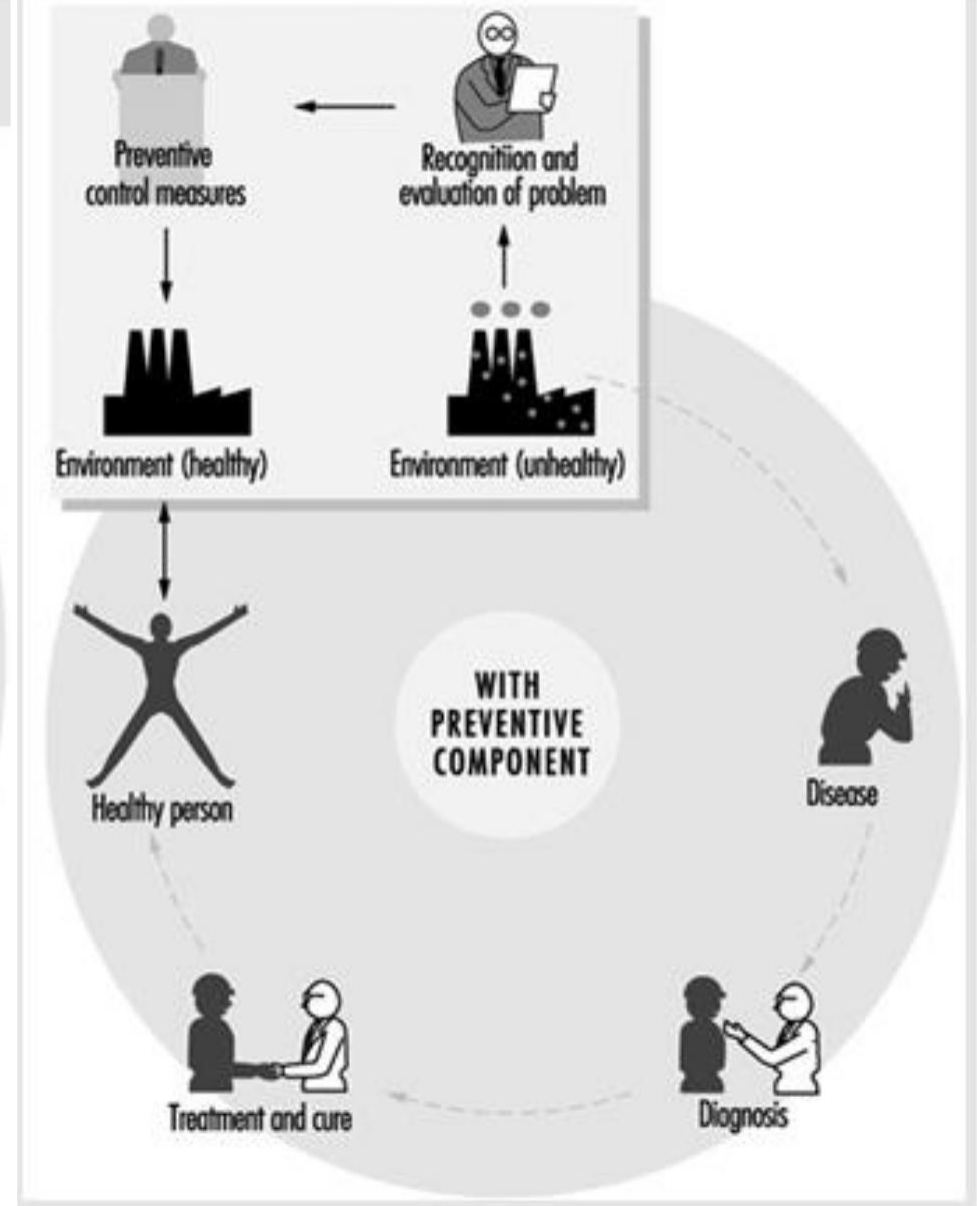 Preventive
control measures
Recognitiion and
evaluation of problem
Environment (healthy)
Environment (unhealthy)
WITH
PREVENTIVE
COMPONENT
Healthy person
Disease
Treatment and cure
Diagnosis